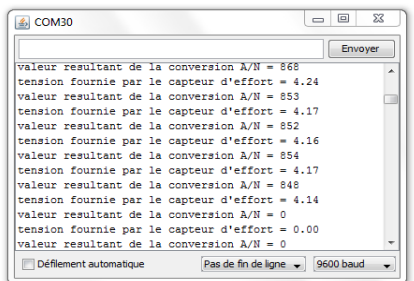 COM30
Envoyer
valeur resultant de la conversion A/N = 868
tension fournie par le capteur d'effort = 4.24
valeur resultant de la conversion A/N = 853
tension fournie par le capteur d'effort = 4.17
valeur resultant de la conversion A/N = 852
tension fournie par le capteur d'effort = 4.16
valeur resultant de la conversion A/N = 854
tension fournie par le capteur d'effort = 4.17
valeur resultant de la conversion A/N = 848
tension fournie par le capteur d'effort = 4.14
valeur resultant de la conversion A/N = 0
tension fournie par le capteur d'effort = 0.00
valeur resultant de la conversion A/N = 0
Défilement automatique Pas de fin de ligne 9600 baud